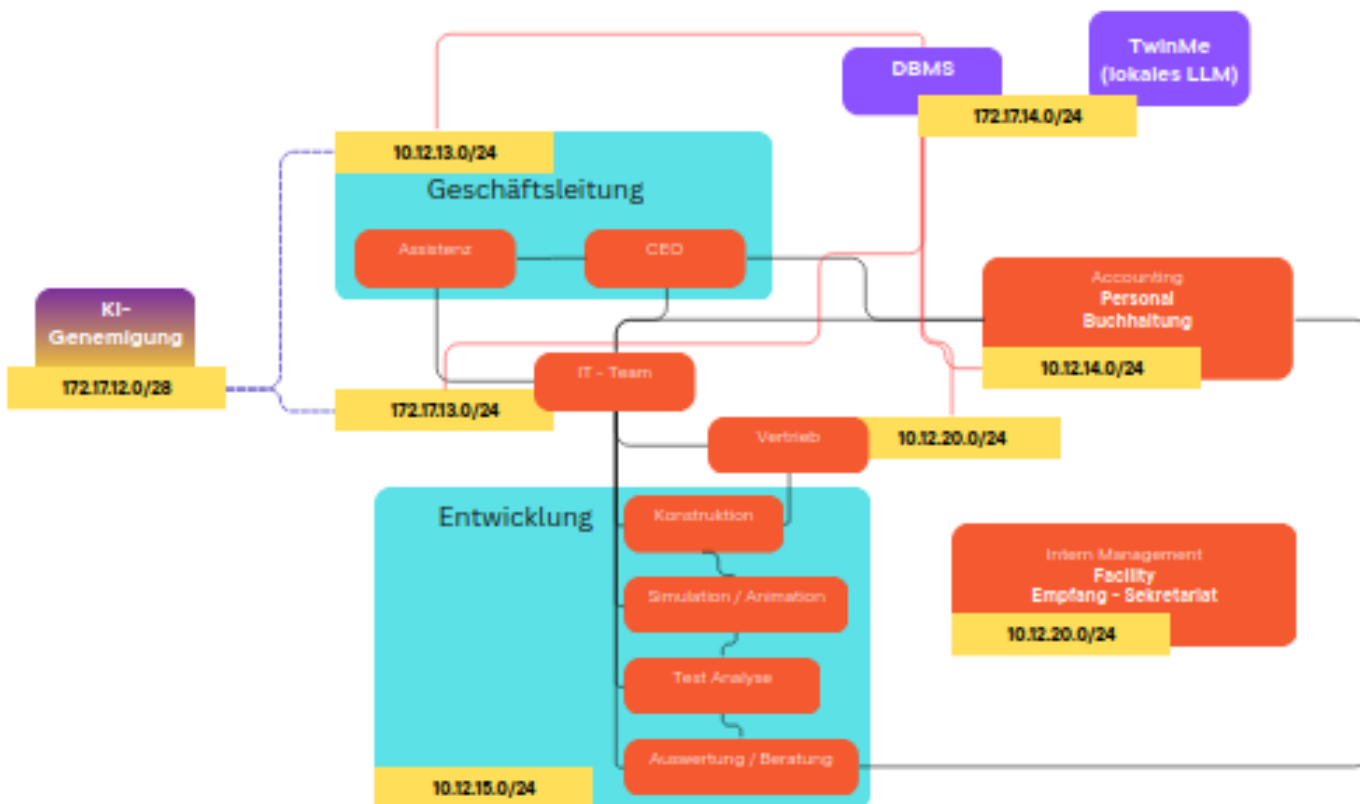 DBMS
TwinMe
(lokales LLM)
172.17.14.0/24
10.12.13.0/24
Geschäftsleitung
Assistenz
CEO
KI-
Genemigung
172.17.12.0/28
Accounting
Personal
Buchhaltung
10.12.14.0/24
IT - Team
172.17.13.0/24
Vertrieb
10.12.20.0/24
Entwicklung
Konstruktion
Simulation / Animation
Test Analyse
Auswertung / Beratung
10.12.15.0/24
Intern Management
Facility
Empfang - Sekretariat
10.12.20.0/24